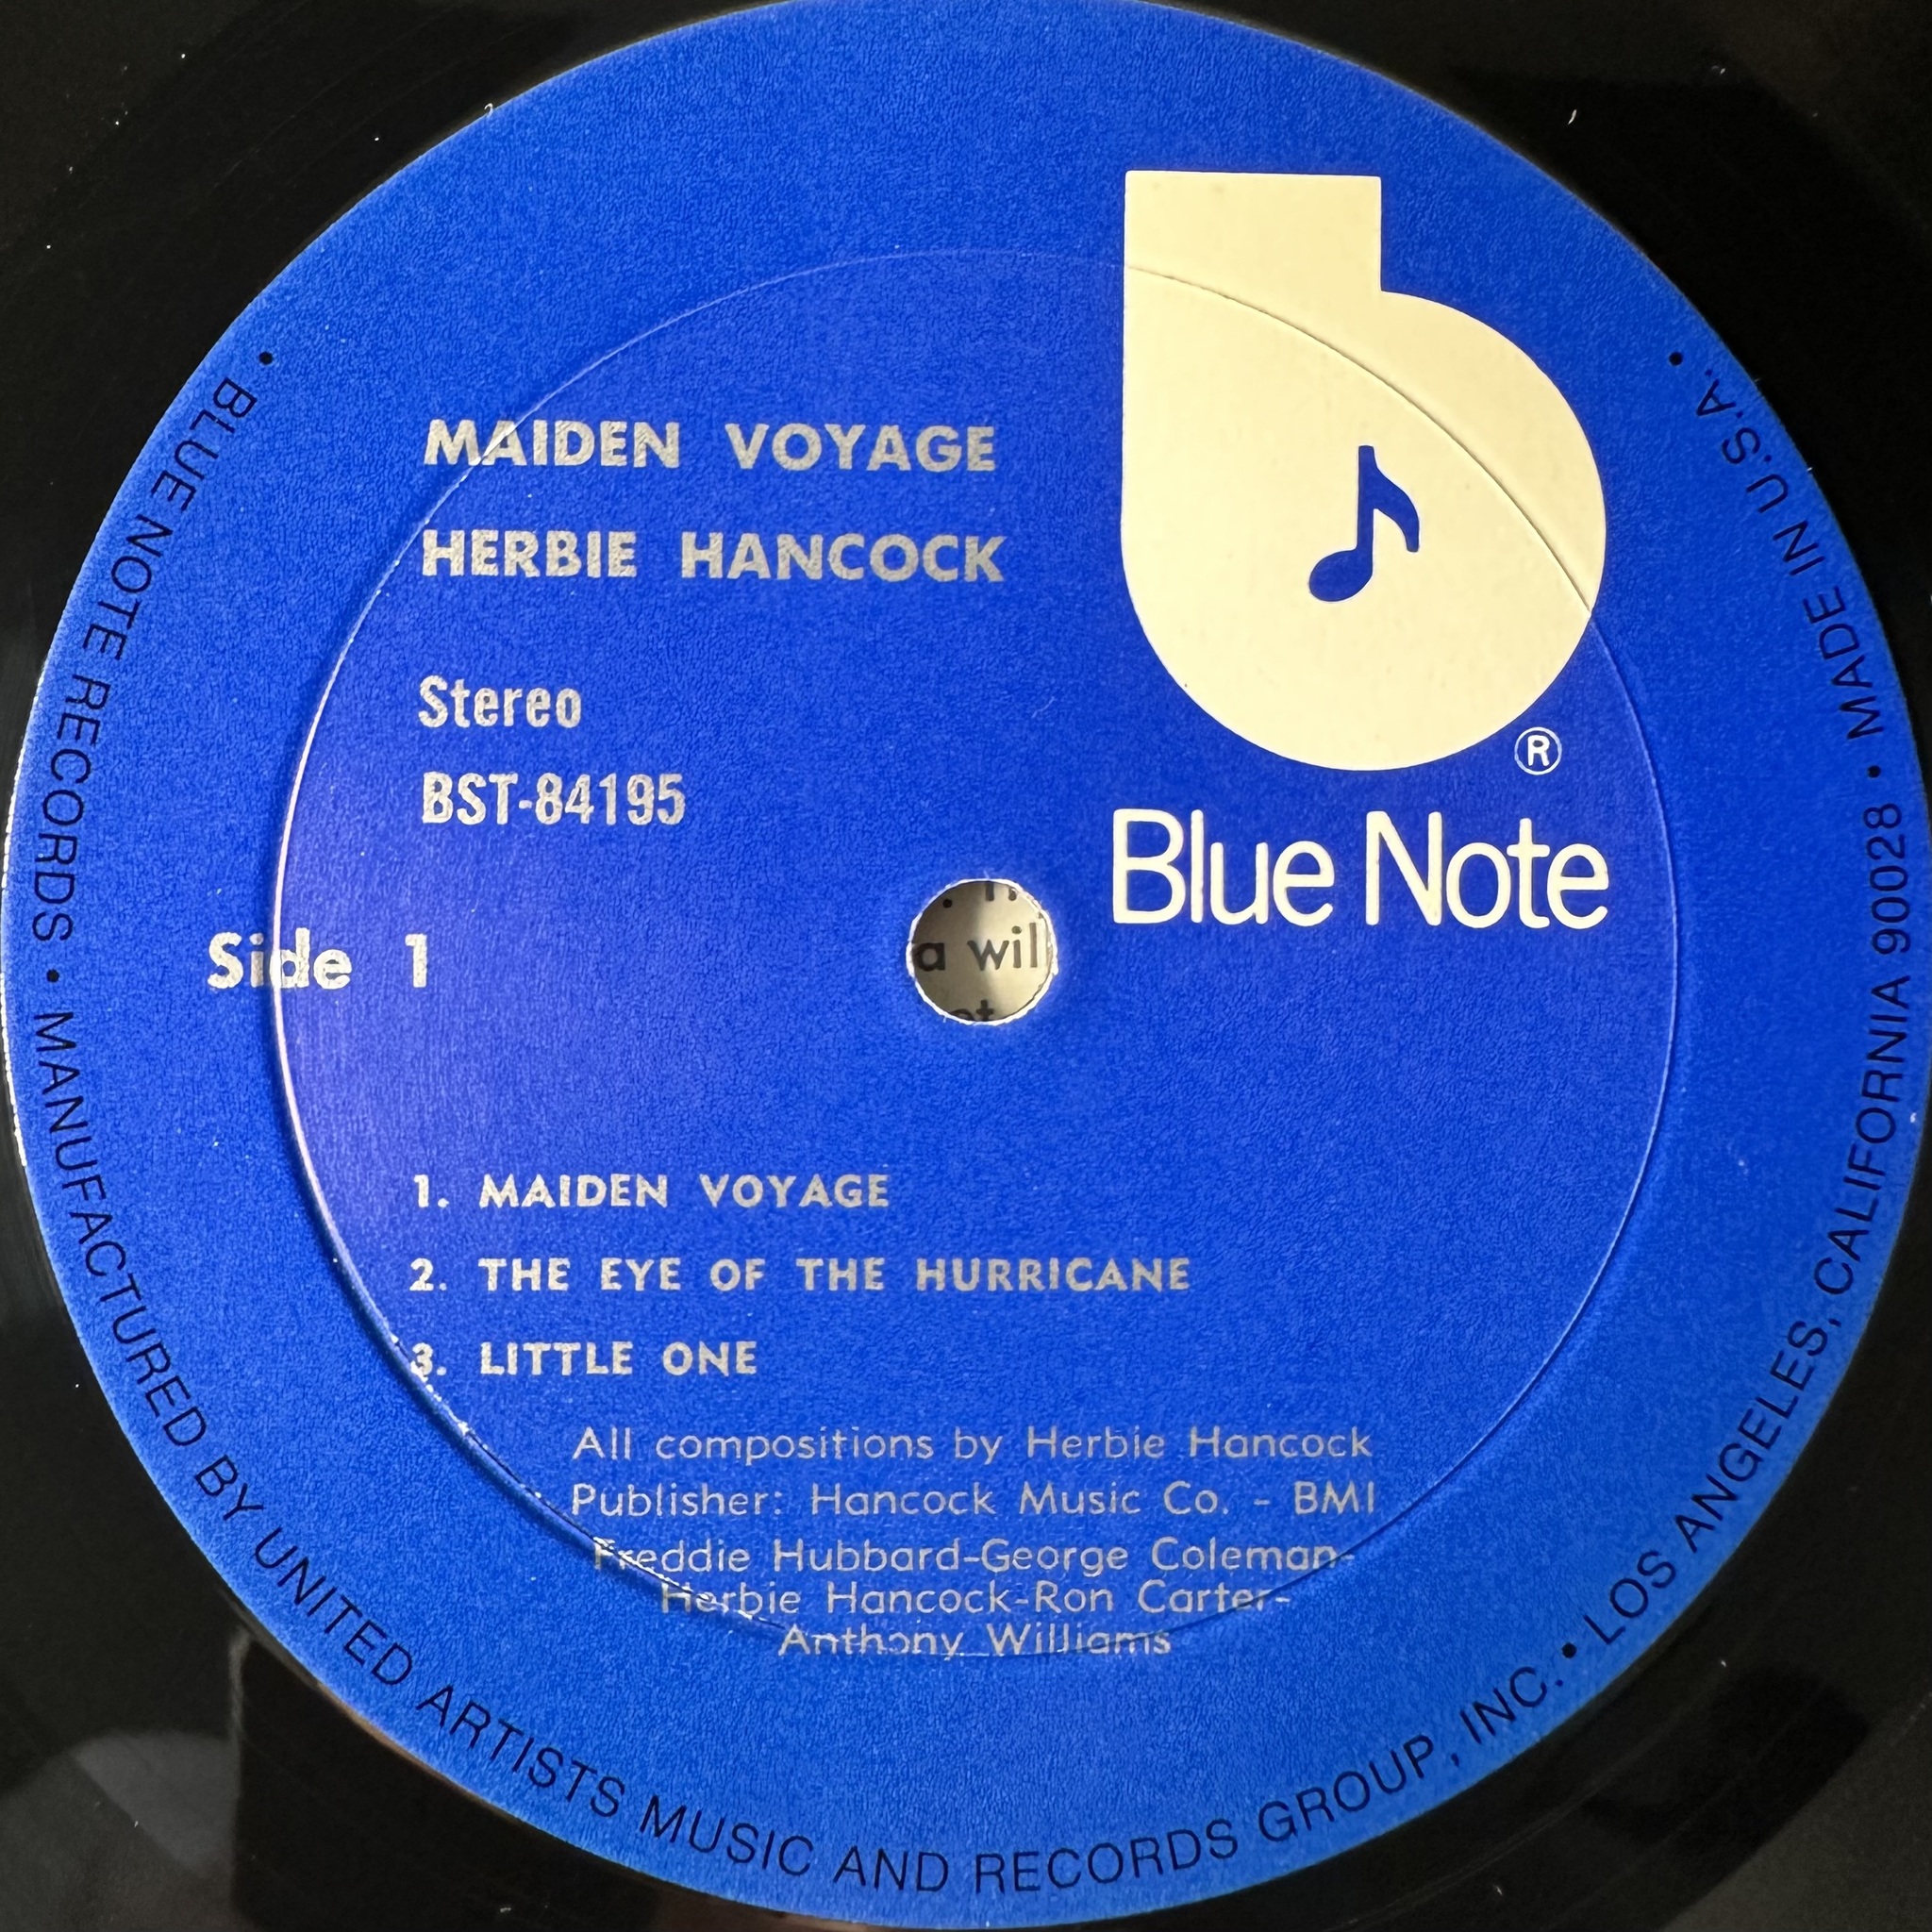 MAIDEN VOYAGE
HERBIE HANCOCK
Stereo
BST-84195
®
Blue Note
Side 1
a wil
1. MAIDEN VOYAGE
2. THE EYE OF THE HURRICANE
3. LITTLE ONE
All compositions by Herbie Hancock
Publisher: Hancock Music Co. - BMI
Freddie Hubbard-George Coleman-
Herbie Hancock-Ron Carter-
Anthony Williams
• BLUE NOTE RECORDS • MANUFACTURED BY UNITED ARTISTS MUSIC AND RECORDS GROUP, INC. • LOS ANGELES, CALIFORNIA 90028 • MADE IN U.S.A. •